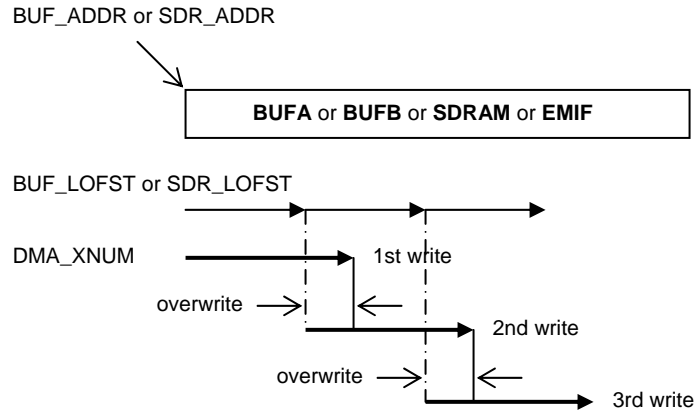 BUF_ADDR or SDR_ADDR
BUFA or BUFB or SDRAM or EMIF
BUF_LOFST or SDR_LOFST
DMA_XNUM
1st write
overwrite
2nd write
overwrite
3rd write